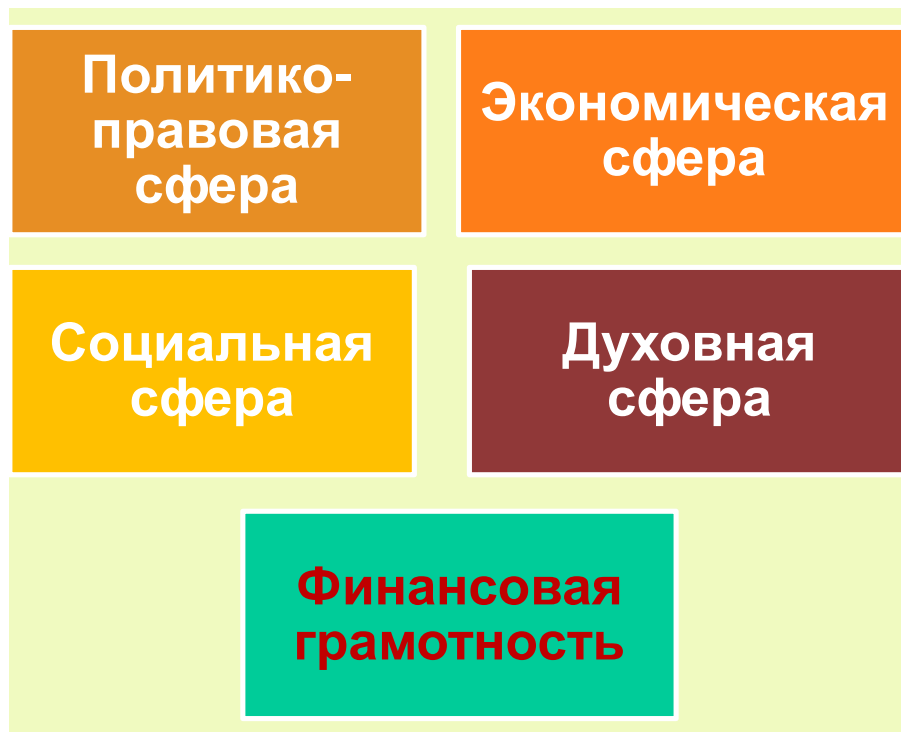 Политико-
правовая
сфера
Экономическая
сфера
Социальная
сфера
Духовная
сфера
Финансовая
грамотность